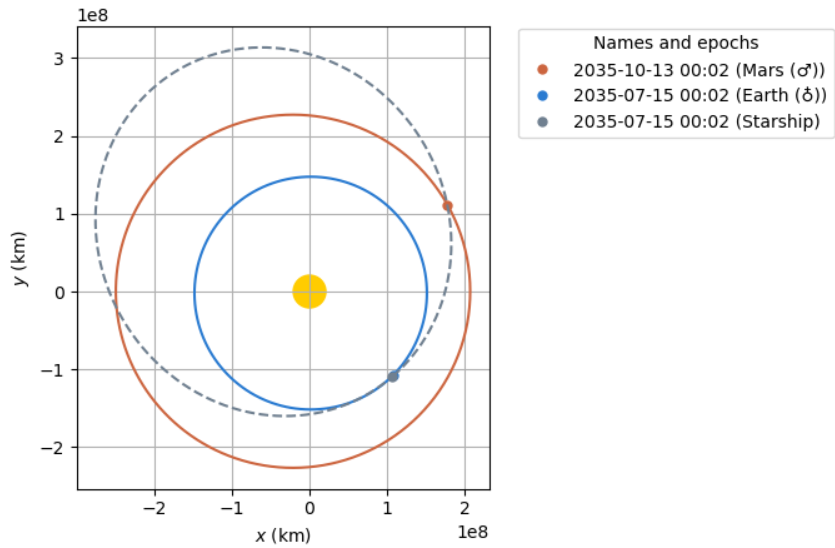 1e8
3
2
1
0
−1
−2
y (km)
−2
−1
0
1
2
x (km)
1e8
Names and epochs
2035-10-13 00:02 (Mars (♂))
2035-07-15 00:02 (Earth (♁))
2035-07-15 00:02 (Starship)